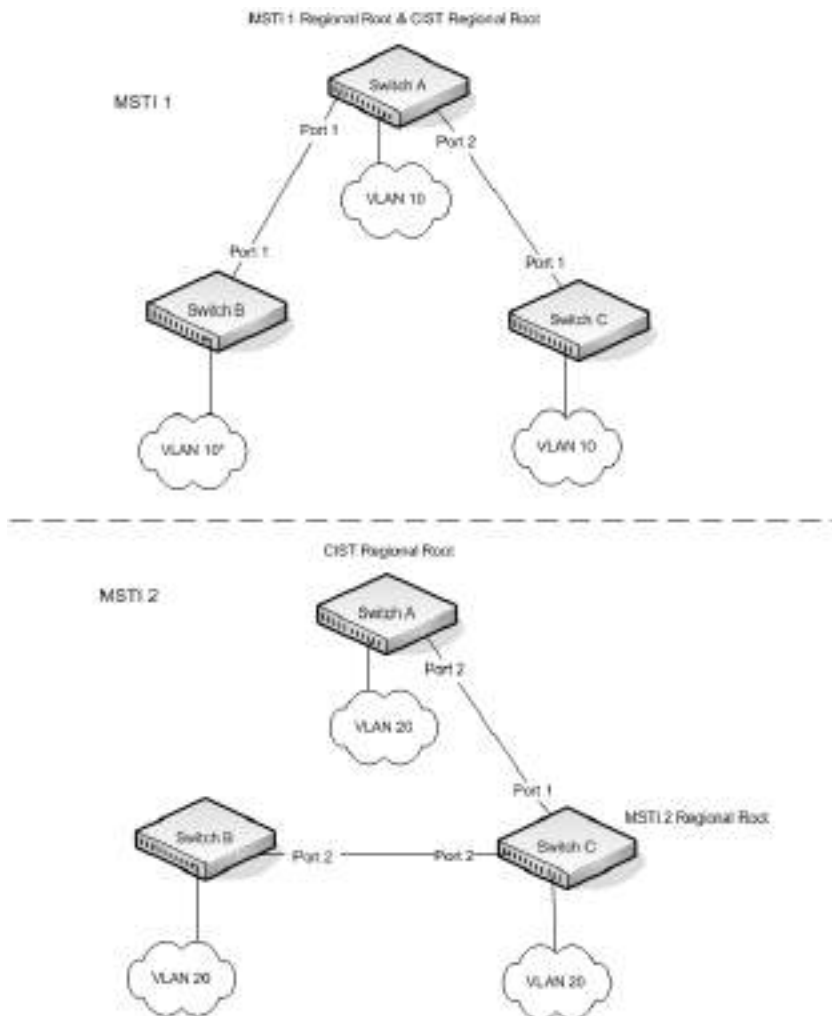 MSTI 1 Regional Root & CIST Regional Root
Switch A
MSTI 1
Port 1
Port 2
VLAN 10
Port 1
Port 1
Switch B
Switch C
VLAN 10*
VLAN 10
CIST Regional Root
MSTI 2
Switch A
Port 2
VLAN 20
Port 1
MSTI 2 Regional Root
Switch B
Switch C
Port 2
Port 2
VLAN 20
VLAN 20